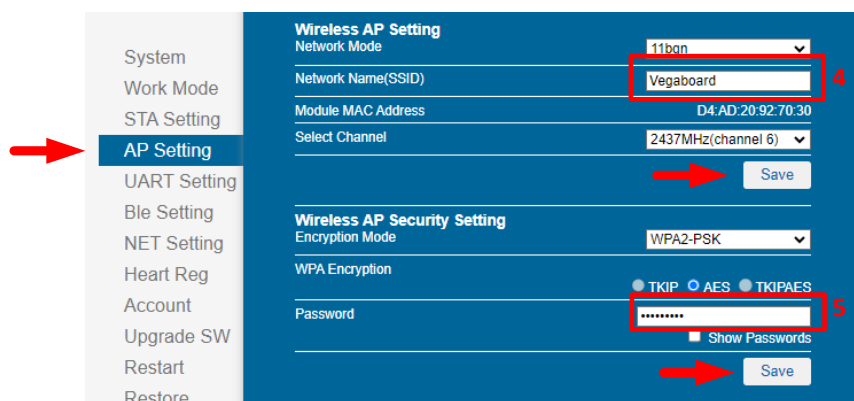 System
Work Mode
STA Setting
AP Setting
UART Setting
Ble Setting
NET Setting
Heart Reg
Account
Upgrade SW
Restart
Restore
Wireless AP Setting
Network Mode 11bgn
Network Name(SSID) Vegaboard 4
Module MAC Address D4:AD:20:92:70:30
Select Channel 2437MHz(channel 6)
Save
Wireless AP Security Setting
Encryption Mode WPA2-PSK
WPA Encryption
TKIP AES TKIPAES
Password ••••••••• 5
Show Passwords
Save